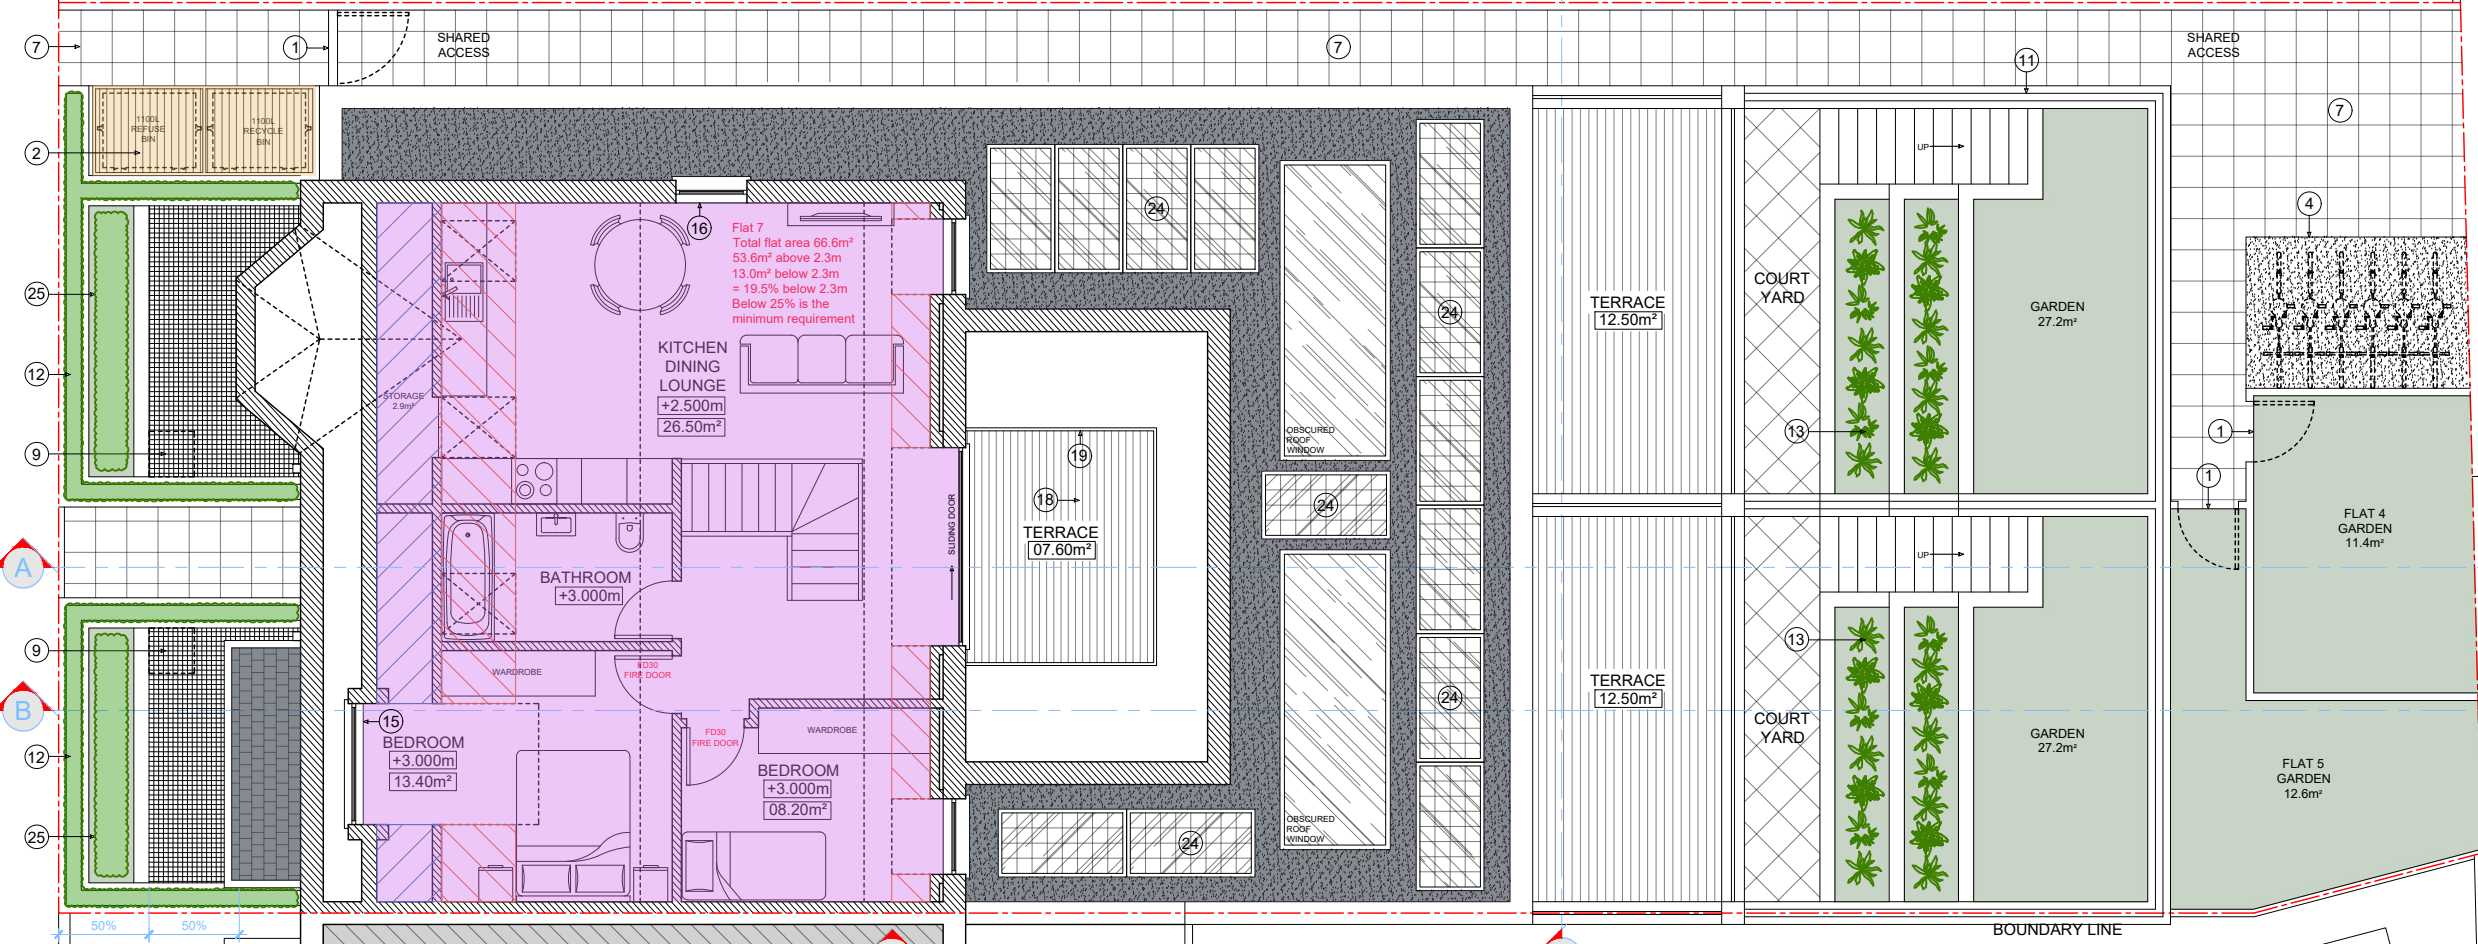 SHARED
ACCESS
7
1
7
SHARED
ACCESS
11
7
1100L
REFUSE
BIN
1100L
RECYCLE
BIN
2
UP
24
4
16
Flat 7
Total flat area 66.6m²
53.6m² above 2.3m
13.0m² below 2.3m
= 19.5% below 2.3m
Below 25% is the
minimum requirement
25
COURT
YARD
TERRACE
12.50m²
GARDEN
27.2m²
24
KITCHEN
DINING
LOUNGE
+2.500m
26.50m²
12
STORAGE
2.9m²
OBSCURED
ROOF
WINDOW
13
1
9
19
18
24
1
SLIDING DOOR
TERRACE
07.60m²
FLAT 4
GARDEN
11.4m²
UP
A
BATHROOM
+3.000m
9
WARDROBE
FD30
FIRE DOOR
13
TERRACE
12.50m²
24
B
15
FD30
FIRE DOOR
WARDROBE
COURT
YARD
GARDEN
27.2m²
BEDROOM
+3.000m
13.40m²
12
BEDROOM
+3.000m
08.20m²
FLAT 5
GARDEN
12.6m²
25
OBSCURED
ROOF
WINDOW
24
50%
50%
BOUNDARY LINE